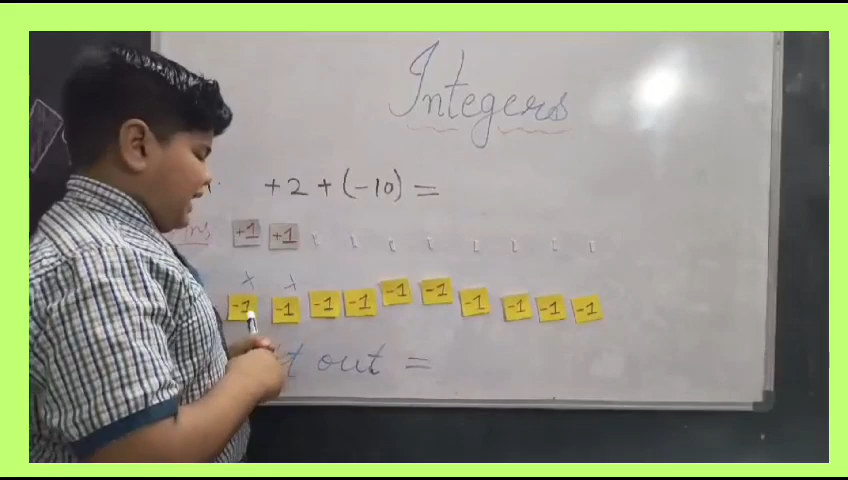 Integers
+2 + (-10) =
+1 +1
-1 -1 -1 -1 -1 -1 -1 -1 -1 -1
out =